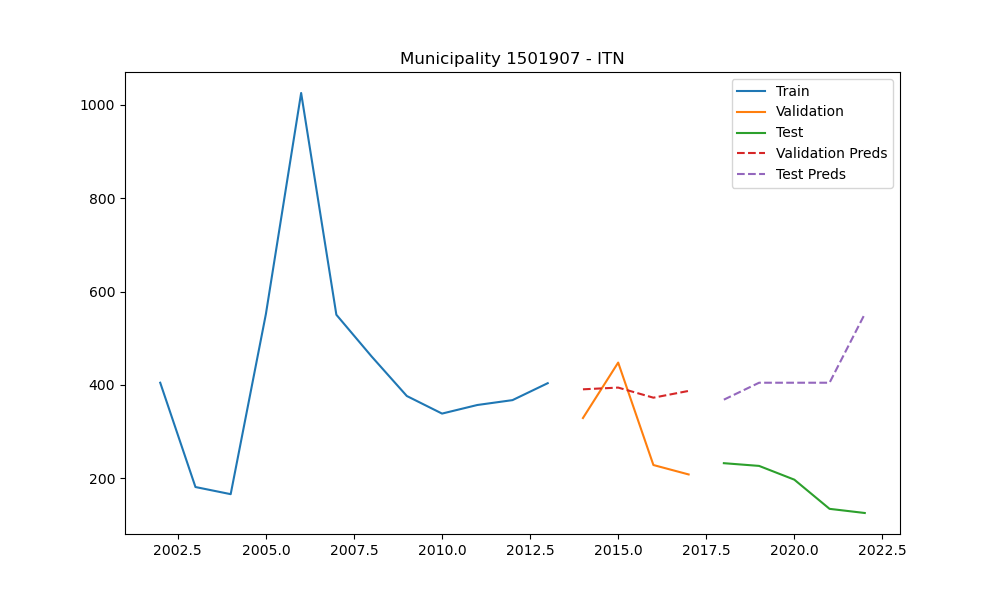 Municipality 1501907 - ITN
Train
Validation
Test
Validation Preds
Test Preds
1000
800
600
400
200
2002.5 2005.0 2007.5 2010.0 2012.5 2015.0 2017.5 2020.0 2022.5